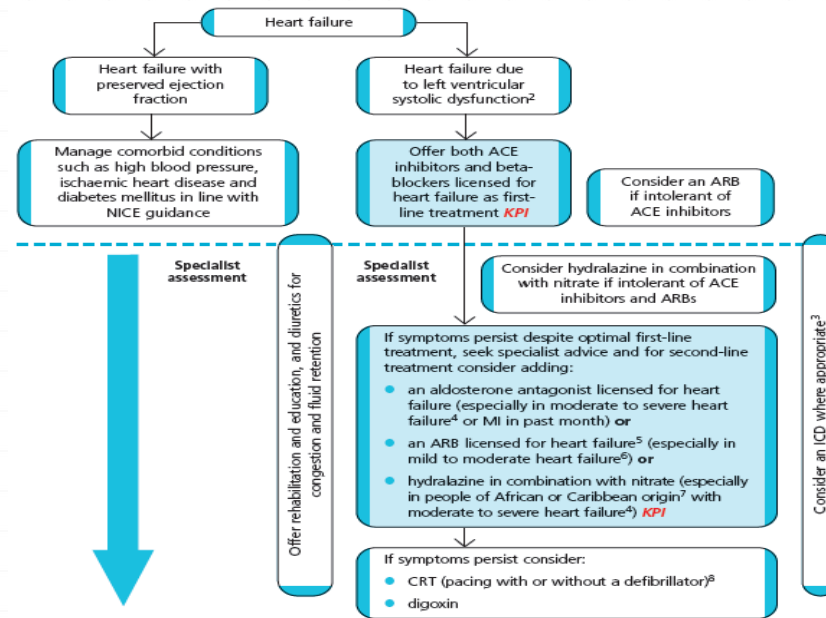 Heart failure
Heart failure with
preserved ejection
fraction
Heart failure due
to left ventricular
systolic dysfunction²
Manage comorbid conditions
such as high blood pressure,
ischaemic heart disease and
diabetes mellitus in line with
NICE guidance
Offer both ACE
inhibitors and beta-
blockers licensed for
heart failure as first-
line treatment KPI
Consider an ARB
if intolerant of
ACE inhibitors
Specialist
assessment
Offer rehabilitation and education, and diuretics for
congestion and fluid retention
Specialist
assessment
Consider hydralazine in combination
with nitrate if intolerant of ACE
inhibitors and ARBs
Consider an ICD where appropriate³
If symptoms persist despite optimal first-line
treatment, seek specialist advice and for second-line
treatment consider adding:
• an aldosterone antagonist licensed for heart
failure (especially in moderate to severe heart
failure⁴ or MI in past month) or
• an ARB licensed for heart failure⁵ (especially in
mild to moderate heart failure⁶) or
• hydralazine in combination with nitrate (especially
in people of African or Caribbean origin⁷ with
moderate to severe heart failure⁴) KPI
If symptoms persist consider:
• CRT (pacing with or without a defibrillator)⁸
• digoxin